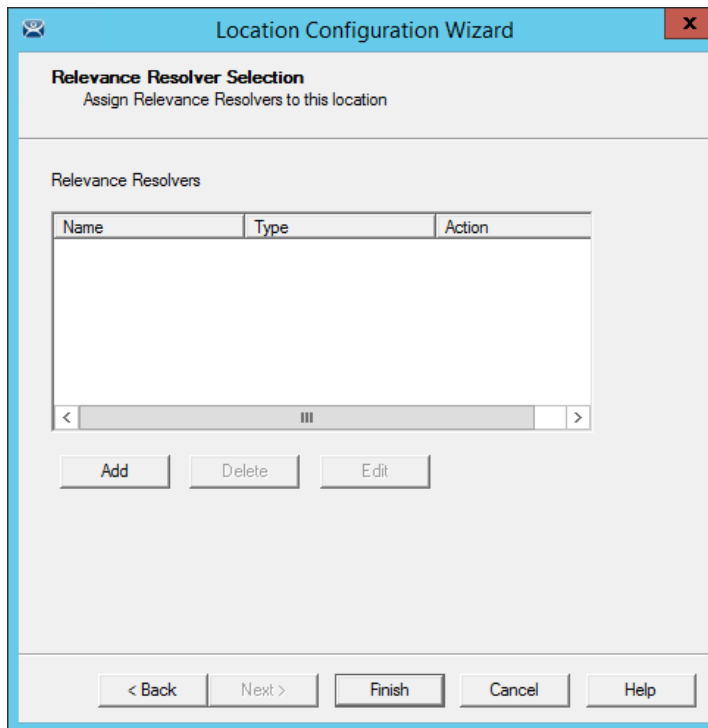 Location Configuration Wizard
x
Relevance Resolver Selection
Assign Relevance Resolvers to this location
Relevance Resolvers
Name Type Action
Add Delete Edit
< Back Next > Finish Cancel Help